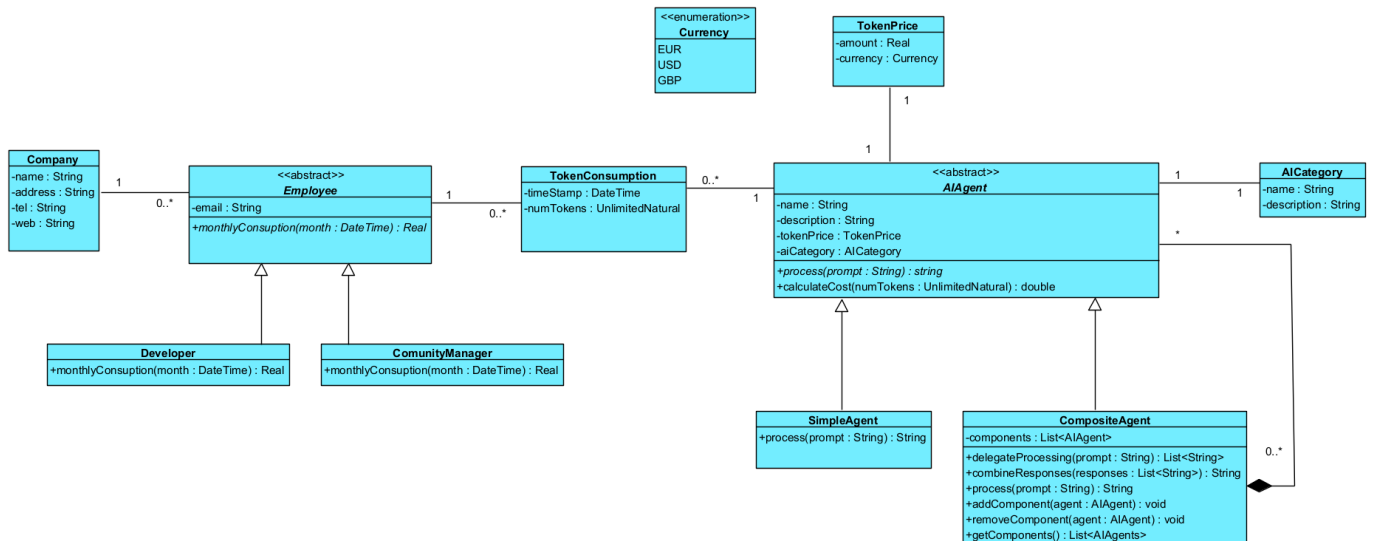 <<enumeration>>
Currency
EUR
USD
GBP
TokenPrice
-amount : Real
-currency : Currency
1
1
Company
-name : String
-address : String
-tel : String
-web : String
1
0..*
<<abstract>>
Employee
-email : String
+monthlyConsuption(month : DateTime) : Real
1
0..*
TokenConsumption
-timeStamp : DateTime
-numTokens : UnlimitedNatural
0..*
1
<<abstract>>
AIAgent
-name : String
-description : String
-tokenPrice : TokenPrice
-aiCategory : AICategory
+process(prompt : String) : string
+calculateCost(numTokens : UnlimitedNatural) : double
1
1
AICategory
-name : String
-description : String
*
0..*
Developer
+monthlyConsuption(month : DateTime) : Real
ComunityManager
+monthlyConsuption(month : DateTime) : Real
SimpleAgent
+process(prompt : String) : String
CompositeAgent
-components : List<AIAgent>
+delegateProcessing(prompt : String) : List<String>
+combineResponses(responses : List<String>) : String
+process(prompt : String) : String
+addComponent(agent : AIAgent) : void
+removeComponent(agent : AIAgent) : void
+getComponents() : List<AIAgents>